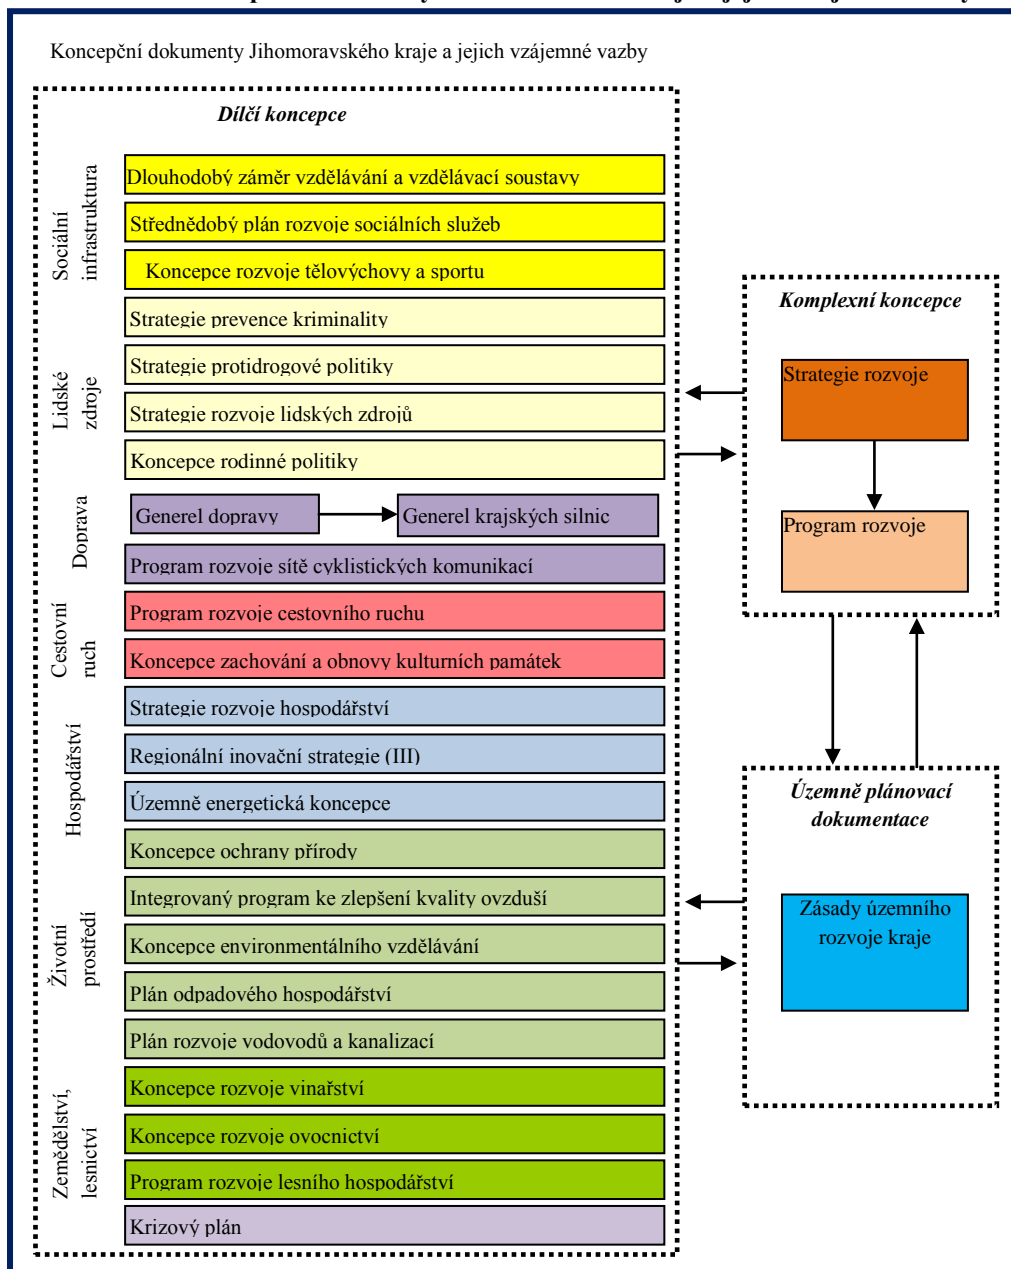 Koncepční dokumenty Jihomoravského kraje a jejich vzájemné vazby
Dílčí koncepce
Sociální
infrastruktura
Dlouhodobý záměr vzdělávání a vzdělávací soustavy
Střednědobý plán rozvoje sociálních služeb
Koncepce rozvoje tělovýchovy a sportu
Lidské
zdroje
Strategie prevence kriminality
Strategie protidrogové politiky
Strategie rozvoje lidských zdrojů
Koncepce rodinné politiky
Doprava
Generel dopravy
Generel krajských silnic
Program rozvoje sítě cyklistických komunikací
Cestovní
ruch
Program rozvoje cestovního ruchu
Koncepce zachování a obnovy kulturních památek
Hospodářství
Strategie rozvoje hospodářství
Regionální inovační strategie (III)
Územně energetická koncepce
Životní
prostředí
Koncepce ochrany přírody
Integrovaný program ke zlepšení kvality ovzduší
Koncepce environmentálního vzdělávání
Plán odpadového hospodářství
Plán rozvoje vodovodů a kanalizací
Zemědělství,
lesnictví
Koncepce rozvoje vinařství
Koncepce rozvoje ovocnictví
Program rozvoje lesního hospodářství
Krizový plán
Komplexní koncepce
Strategie rozvoje
Program rozvoje
Územně plánovací
dokumentace
Zásady územního
rozvoje kraje